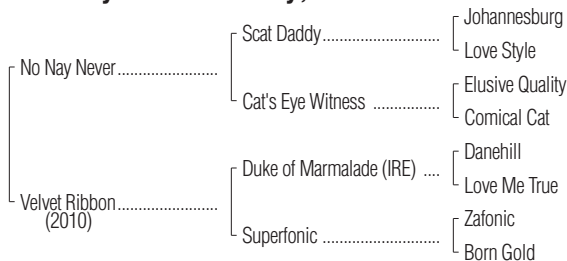 Johannesburg
Scat Daddy
Love Style
No Nay Never
Elusive Quality
Cat's Eye Witness
Comical Cat
Danehill
Duke of Marmalade (IRE)
Love Me True
Velvet Ribbon
(2010)
Zafonic
Superfonic
Born Gold